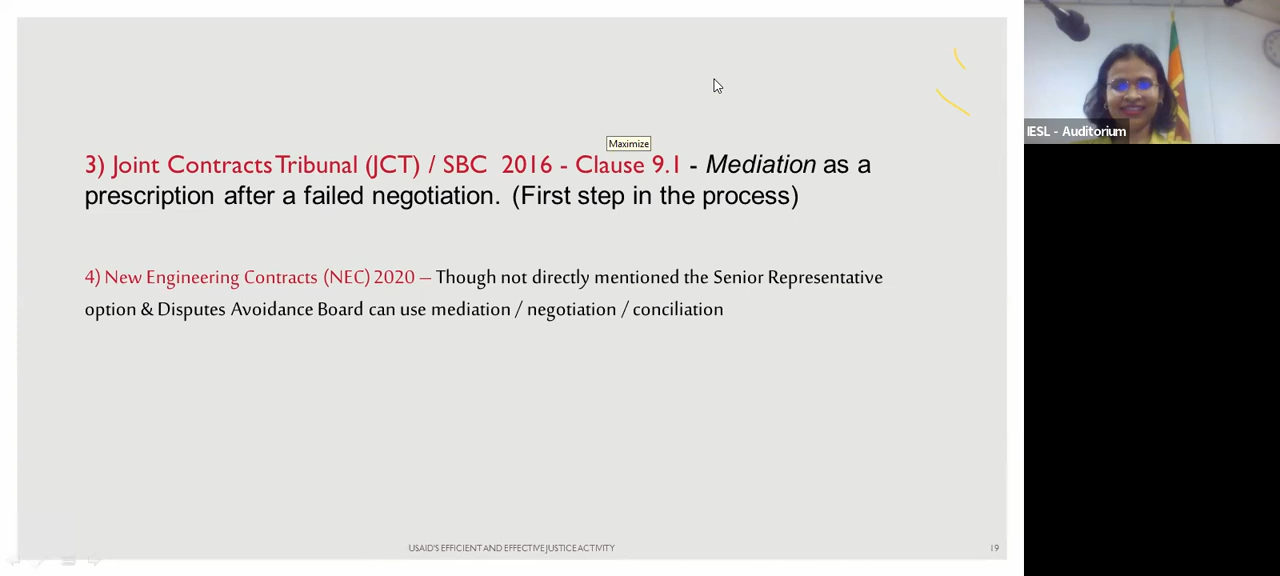 IESL - Auditorium
Maximize
3) Joint Contracts Tribunal (JCT) / SBC 2016 - Clause 9.1 - Mediation as a
prescription after a failed negotiation. (First step in the process)
4) New Engineering Contracts (NEC) 2020 – Though not directly mentioned the Senior Representative
option & Disputes Avoidance Board can use mediation / negotiation / conciliation
USAID'S EFFICIENT AND EFFECTIVE JUSTICE ACTIVITY
19